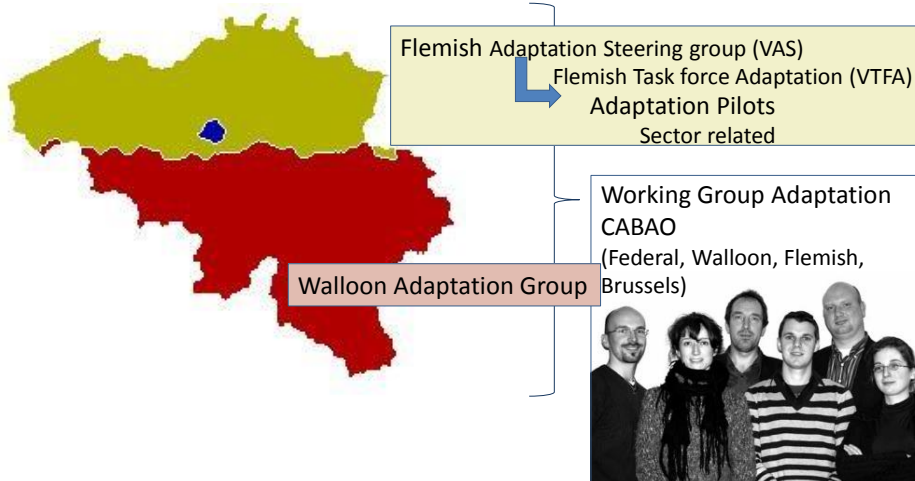 Flemish Adaptation Steering group (VAS)
Flemish Task force Adaptation (VTFA)
Adaptation Pilots
Sector related
Working Group Adaptation
CABAO
(Federal, Walloon, Flemish,
Brussels)
Walloon Adaptation Group